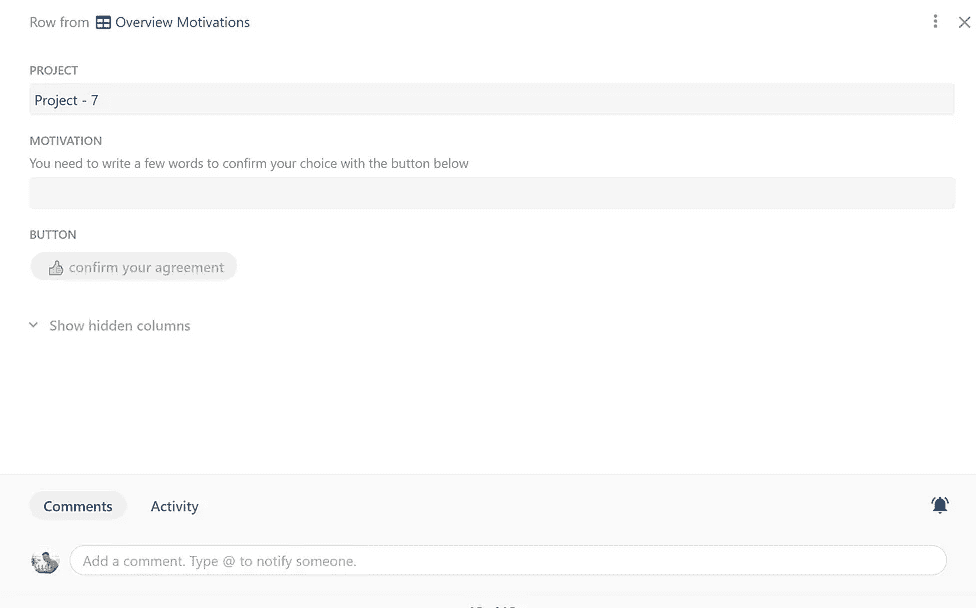 Row from Overview Motivations
PROJECT
Project - 7
MOTIVATION
You need to write a few words to confirm your choice with the button below
BUTTON
confirm your agreement
Show hidden columns
Comments Activity
Add a comment. Type @ to notify someone.